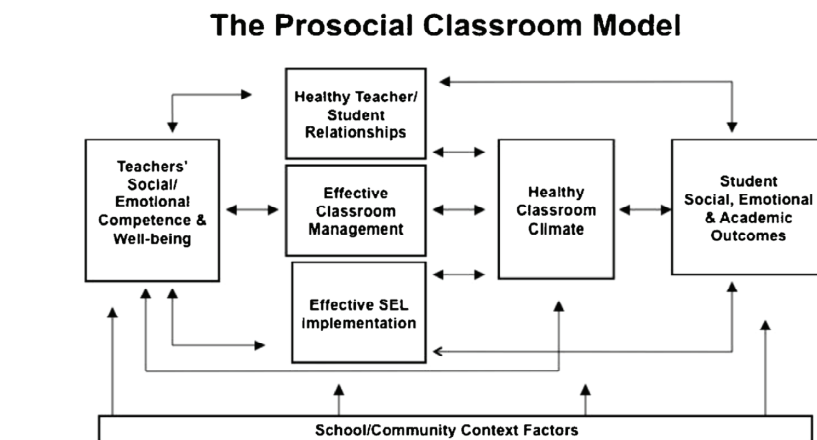 The Prosocial Classroom Model
Healthy Teacher/
Student
Relationships
Teachers'
Social/
Emotional
Competence &
Well-being
Effective
Classroom
Management
Effective SEL
Implementation
Healthy
Classroom
Climate
Student
Social, Emotional
& Academic
Outcomes
School/Community Context Factors